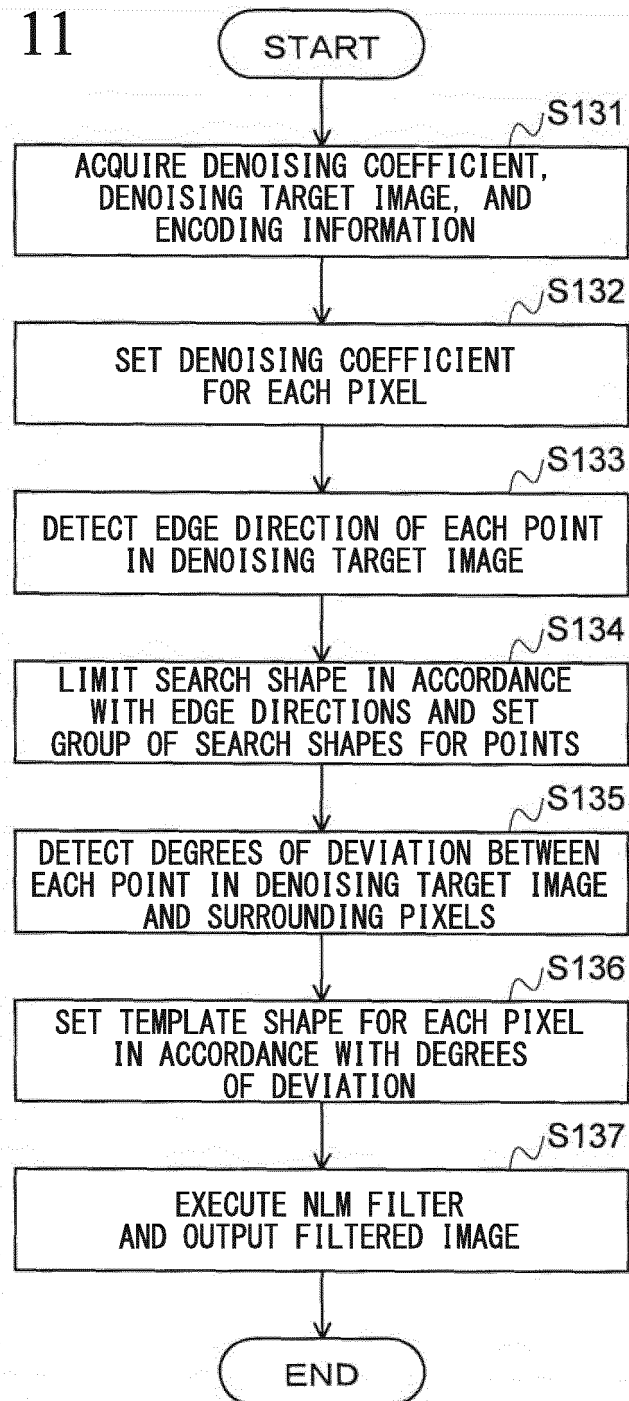 11
START
S131
ACQUIRE DENOISING COEFFICIENT,
DENOISING TARGET IMAGE, AND
ENCODING INFORMATION
S132
SET DENOISING COEFFICIENT
FOR EACH PIXEL
S133
DETECT EDGE DIRECTION OF EACH POINT
IN DENOISING TARGET IMAGE
S134
LIMIT SEARCH SHAPE IN ACCORDANCE
WITH EDGE DIRECTIONS AND SET
GROUP OF SEARCH SHAPES FOR POINTS
S135
DETECT DEGREES OF DEVIATION BETWEEN
EACH POINT IN DENOISING TARGET IMAGE
AND SURROUNDING PIXELS
S136
SET TEMPLATE SHAPE FOR EACH PIXEL
IN ACCORDANCE WITH DEGREES
OF DEVIATION
S137
EXECUTE NLM FILTER
AND OUTPUT FILTERED IMAGE
END